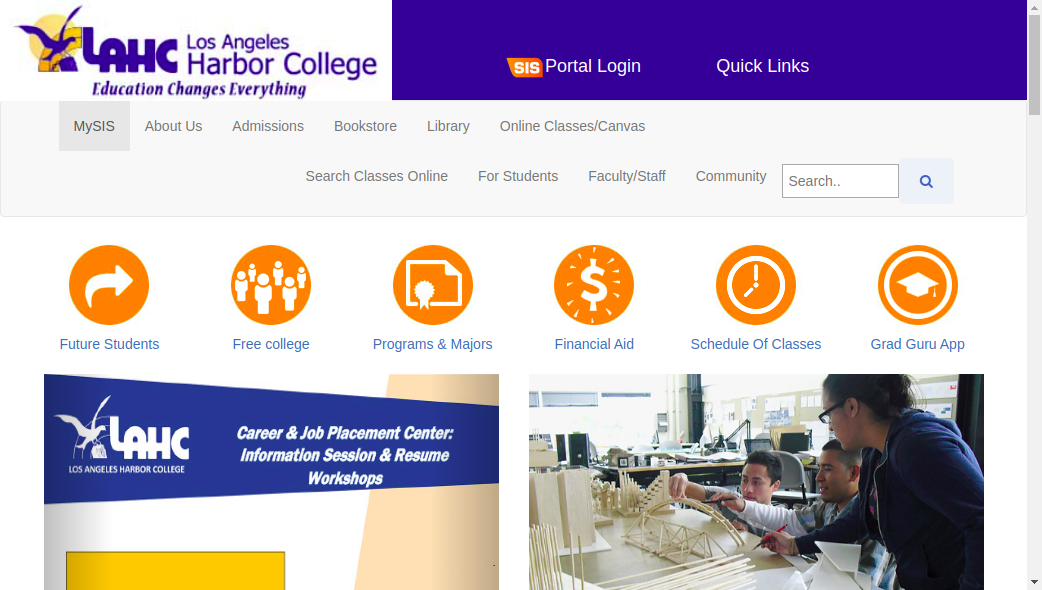 LAHC Los Angeles
Harbor College
Education Changes Everything
SIS Portal Login
Quick Links
MySIS
About Us
Admissions
Bookstore
Library
Online Classes/Canvas
Search Classes Online
For Students
Faculty/Staff
Community
Search..
Future Students
Free college
Programs & Majors
Financial Aid
Schedule Of Classes
Grad Guru App
LAHC
LOS ANGELES HARBOR COLLEGE
Career & Job Placement Center:
Information Session & Resume
Workshops